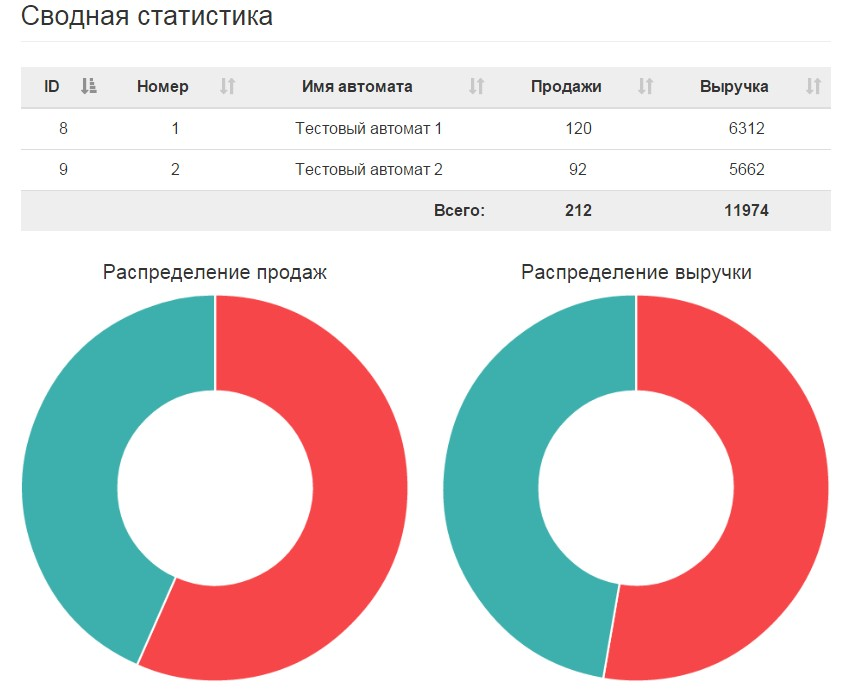 Сводная статистика
ID Номер Имя автомата Продажи Выручка
8 1 Тестовый автомат 1 120 6312
9 2 Тестовый автомат 2 92 5662
Всего: 212 11974
Распределение продаж
Распределение выручки